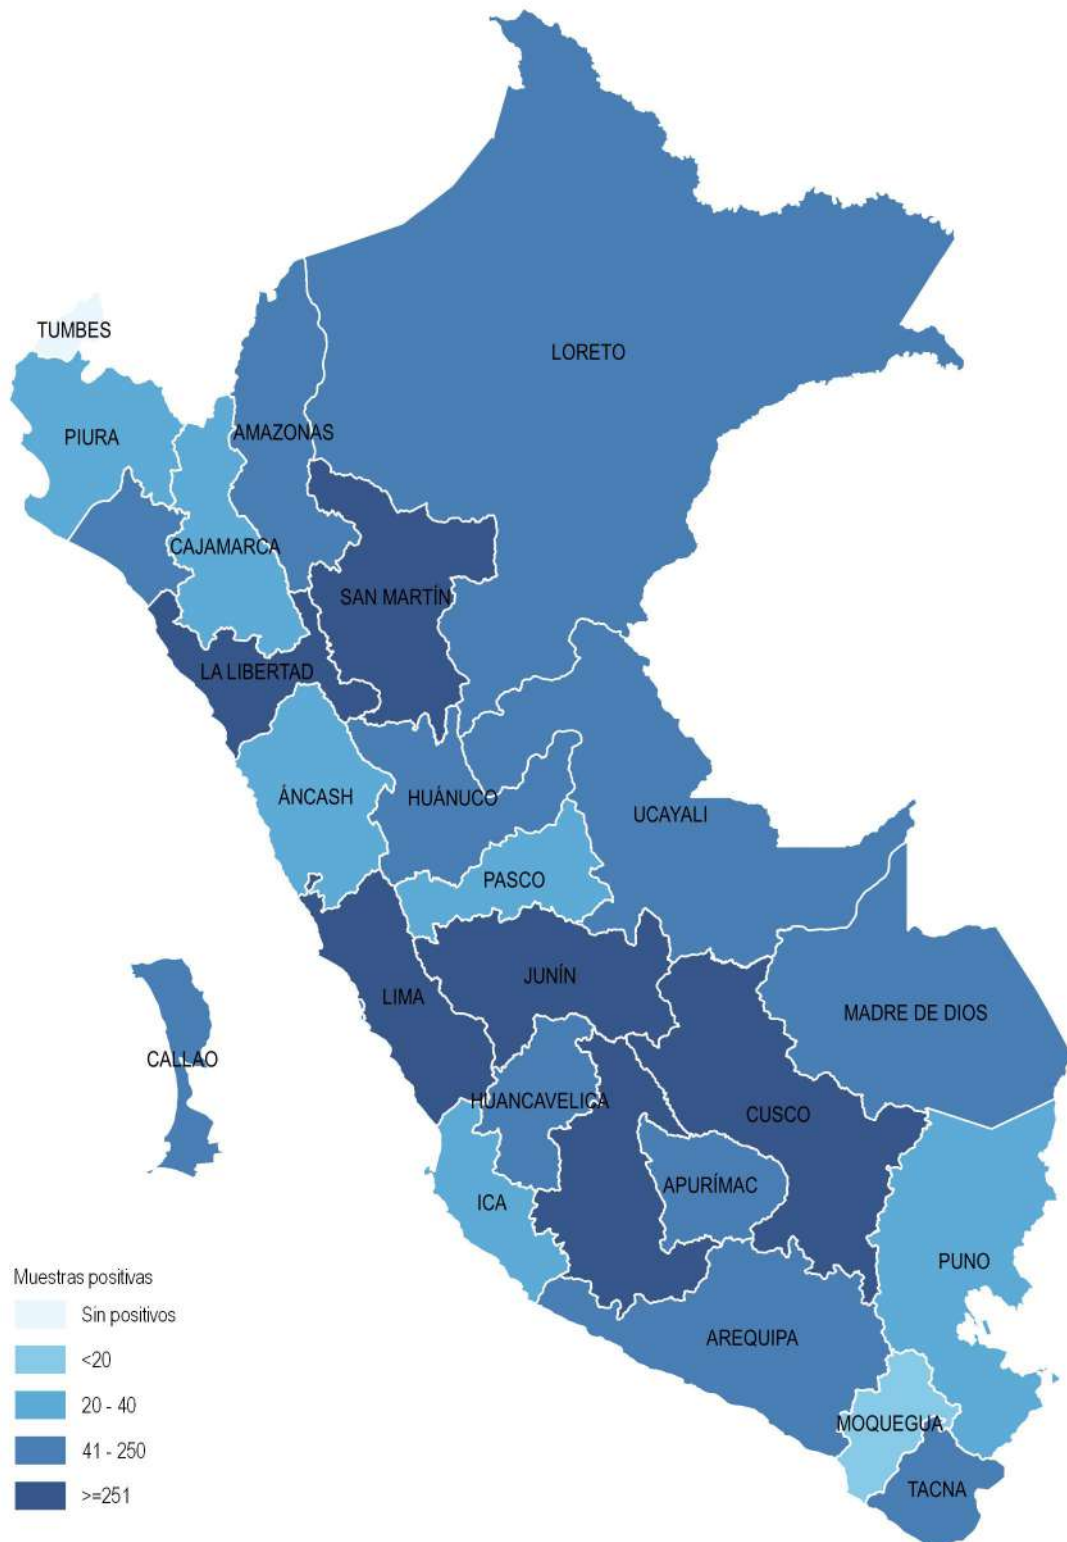 TUMBES
LORETO
PIURA
AMAZONAS
CAJAMARCA
SAN MARTÍN
LA LIBERTAD
ÁNCASH
HUÁNUCO
UCAYALI
PASCO
JUNÍN
LIMA
MADRE DE DIOS
CALLAO
HUANCAVELICA
CUSCO
APURÍMAC
ICA
PUNO
AREQUIPA
MOQUEGUA
TACNA
Muestras positivas
Sin positivos
<20
20 - 40
41 - 250
>=251